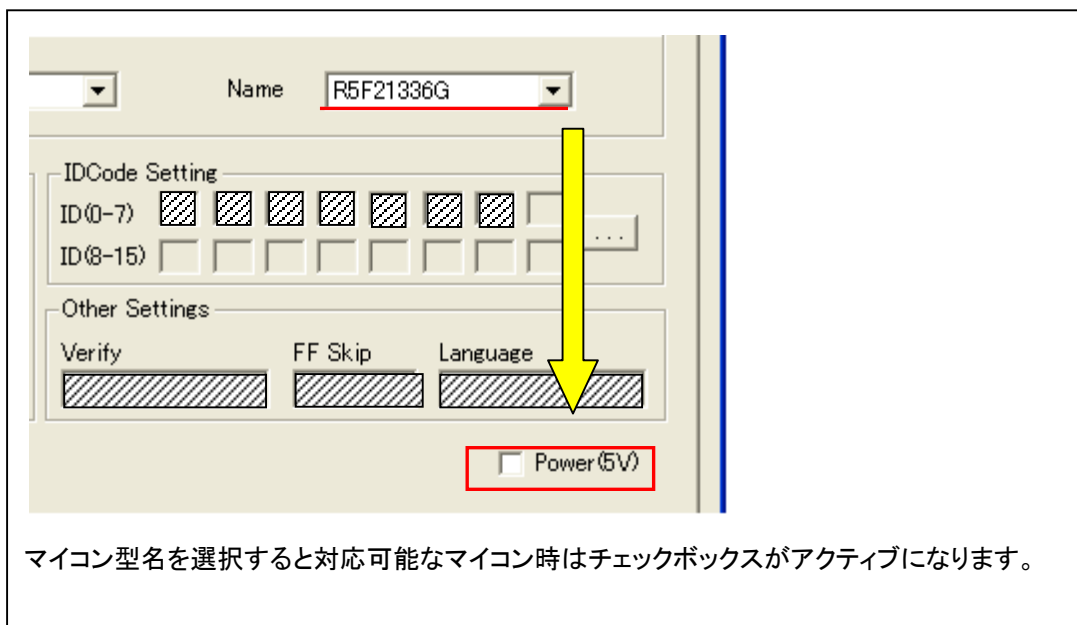 Name R5F21336G
IDCode Setting
ID(0-7)
ID(8-15)
...
Other Settings
Verify FF Skip Language
Power(5V)
マイコン型名を選択すると対応可能なマイコン時はチェックボックスがアクティブになります。